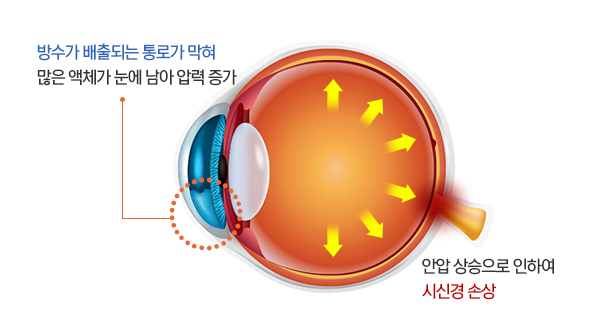 방수가 배출되는 통로가 막혀
많은 액체가 눈에 남아 압력 증가
안압 상승으로 인하여
시신경 손상